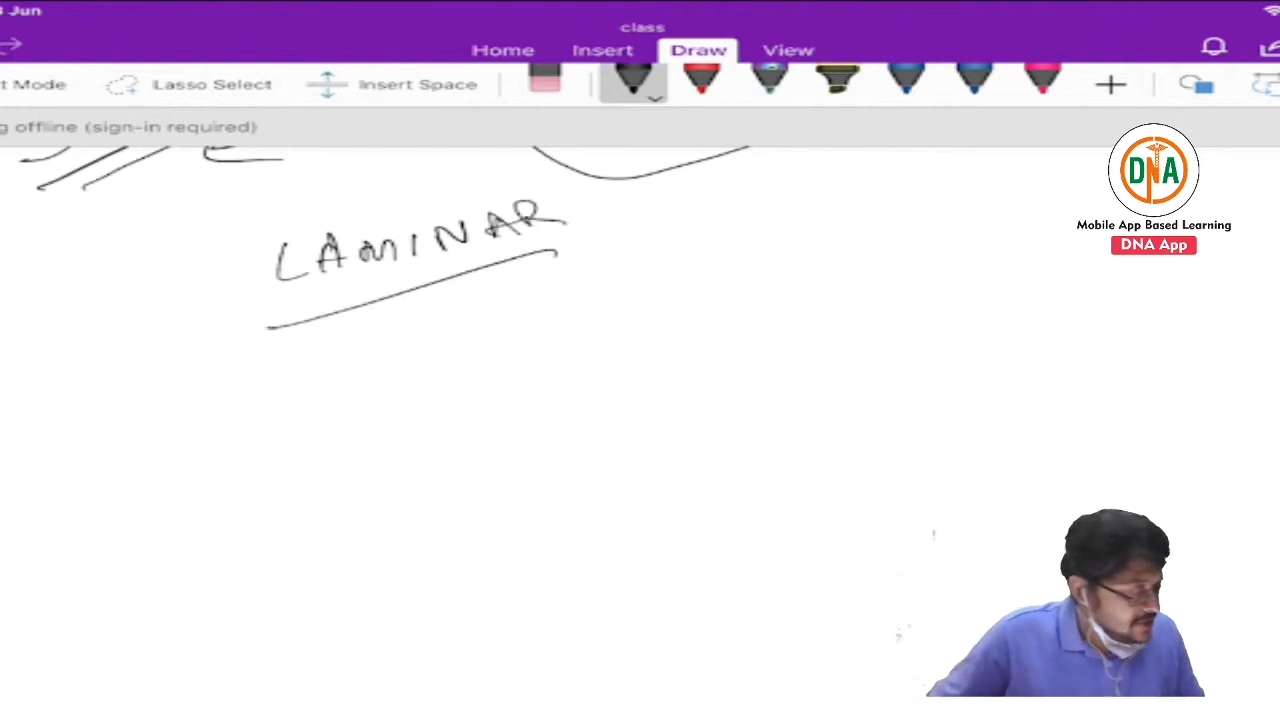 Jun
class
Home Insert Draw View
Mode Lasso Select Insert Space
offline (sign-in required)
DNA
Mobile App Based Learning
DNA App
LAMINAR